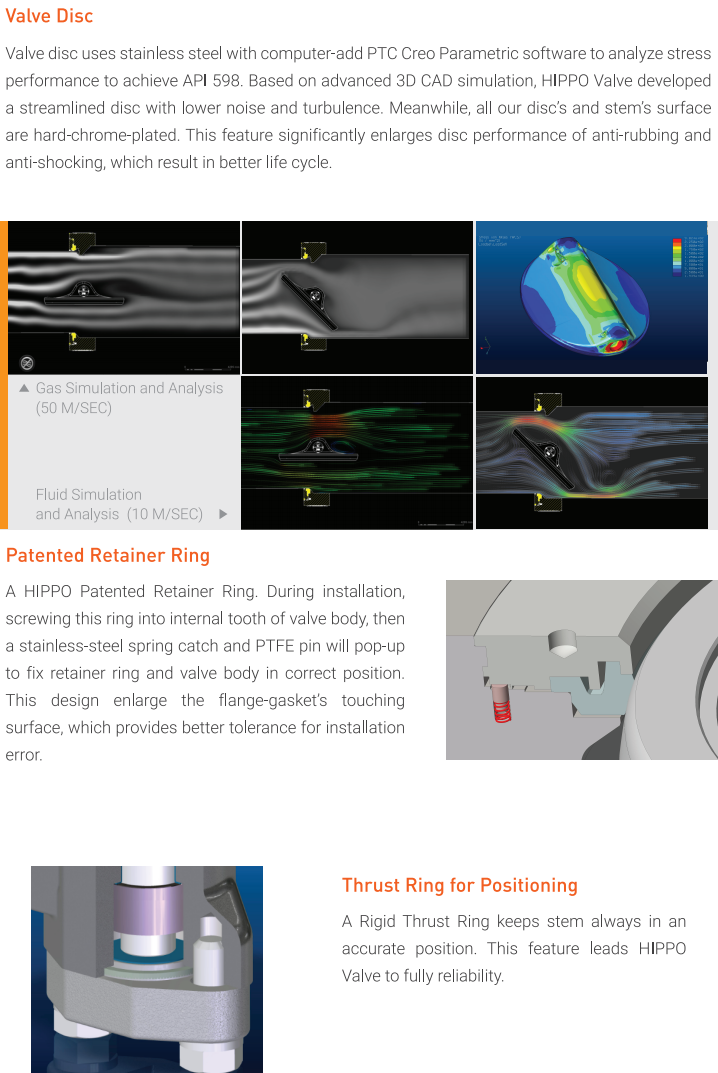 Valve Disc
Valve disc uses stainless steel with computer-add PTC Creo Parametric software to analyze stress
performance to achieve API 598. Based on advanced 3D CAD simulation, HIPPO Valve developed
a streamlined disc with lower noise and turbulence. Meanwhile, all our disc's and stem's surface
are hard-chrome-plated. This feature significantly enlarges disc performance of anti-rubbing and
anti-shocking, which result in better life cycle.
▲ Gas Simulation and Analysis
(50 M/SEC)
Fluid Simulation
and Analysis (10 M/SEC) ▶
Patented Retainer Ring
A HIPPO Patented Retainer Ring. During installation,
screwing this ring into internal tooth of valve body, then
a stainless-steel spring catch and PTFE pin will pop-up
to fix retainer ring and valve body in correct position.
This design enlarge the flange-gasket's touching
surface, which provides better tolerance for installation
error.
Thrust Ring for Positioning
A Rigid Thrust Ring keeps stem always in an
accurate position. This feature leads HIPPO
Valve to fully reliability.